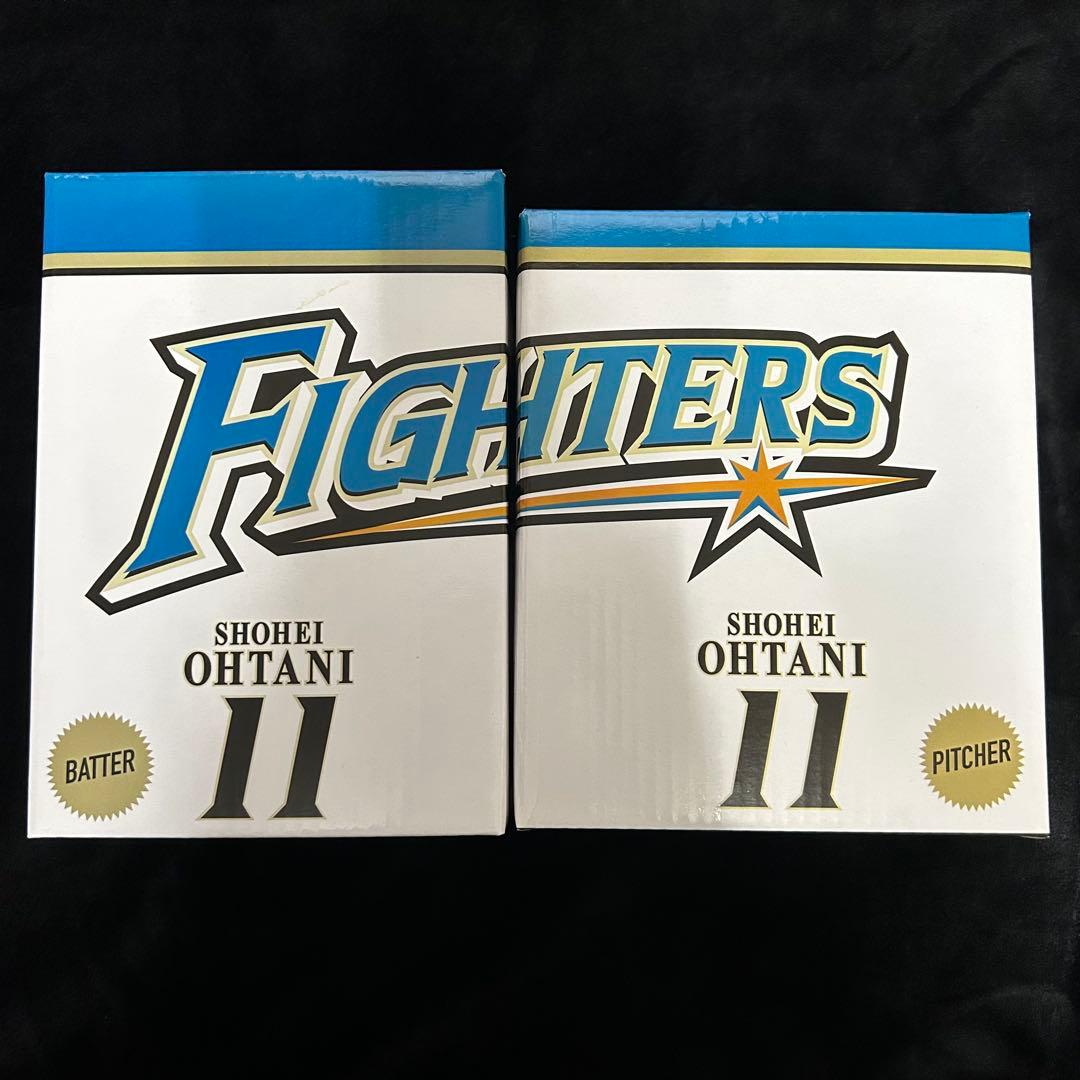 FIGHTERS
SHOHEI
OHTANI
11
BATTER
SHOHEI
OHTANI
11
PITCHER